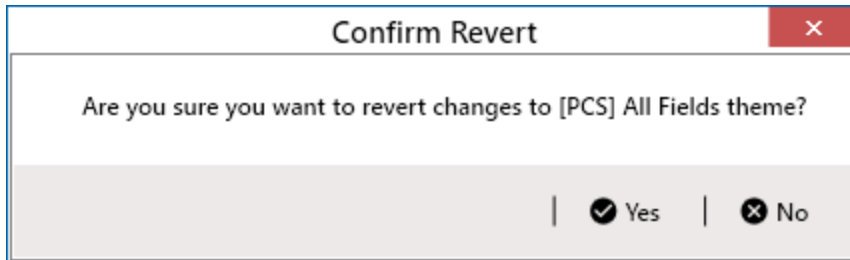 Confirm Revert
Are you sure you want to revert changes to [PCS] All Fields theme?
Yes No